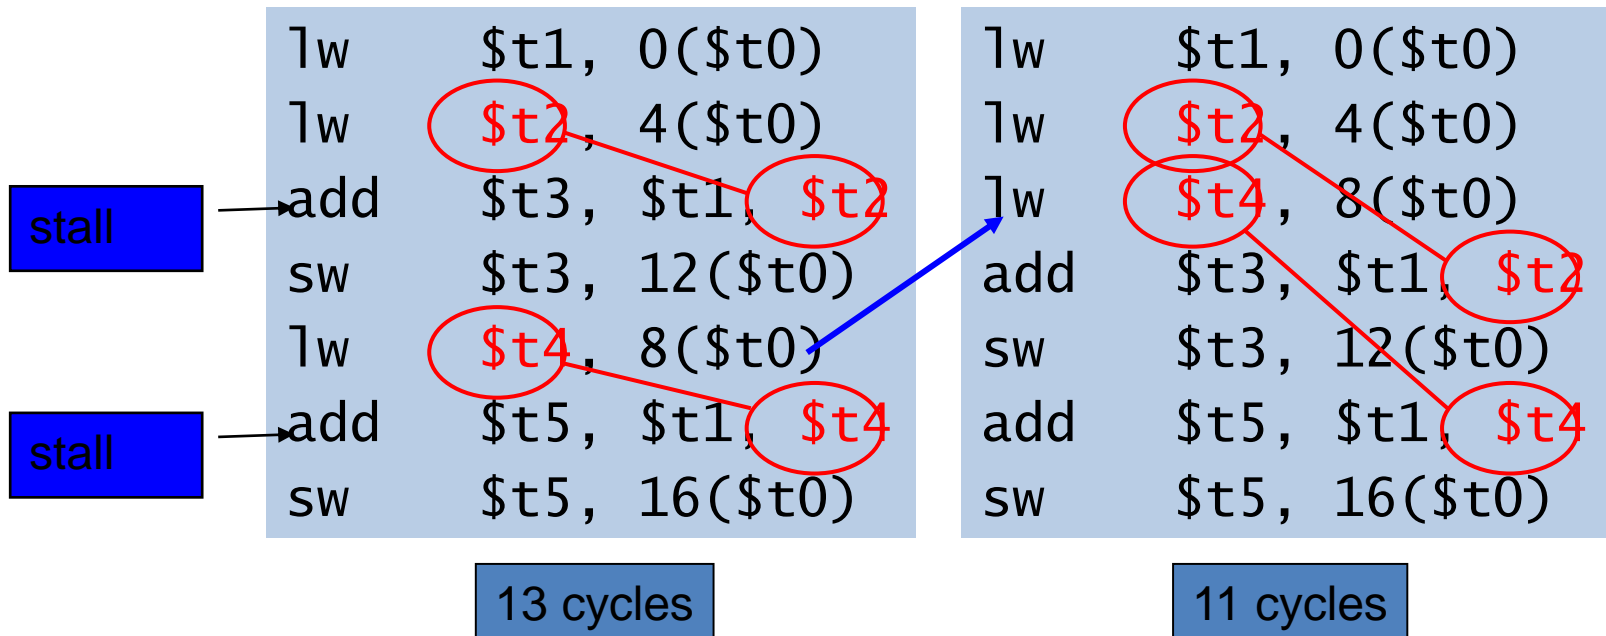 lw $t1, 0($t0)
lw $t2, 4($t0)
stall
add $t3, $t1, $t2
sw $t3, 12($t0)
lw $t4, 8($t0)
stall
add $t5, $t1, $t4
sw $t5, 16($t0)
13 cycles
lw $t1, 0($t0)
lw $t2, 4($t0)
lw $t4, 8($t0)
add $t3, $t1, $t2
sw $t3, 12($t0)
add $t5, $t1, $t4
sw $t5, 16($t0)
11 cycles